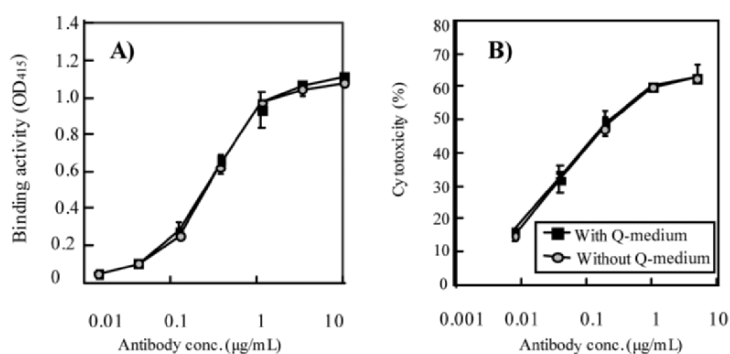 A)
Binding activity (OD415)
1.4
1.2
1.0
0.8
0.6
0.4
0.2
0
0.01 0.1 1 10
Antibody conc. (μg/mL)
B)
Cytotoxicity (%)
80
70
60
50
40
30
20
10
0
0.001 0.01 0.1 1 10
Antibody conc. (μg/mL)
With Q-medium
Without Q-medium